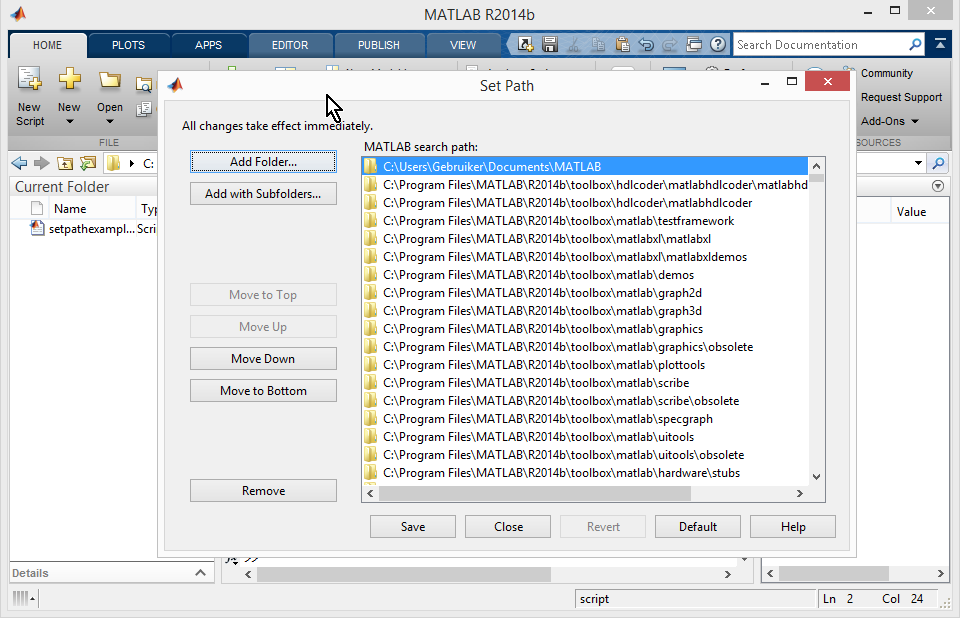 MATLAB R2014b
HOME
PLOTS
APPS
EDITOR
PUBLISH
VIEW
Search Documentation
New Script
New
Open
FILE
Community
Request Support
Add-Ons
C:
Current Folder
Name
setpathexampl...
Details
Value
Set Path
All changes take effect immediately.
Add Folder...
Add with Subfolders...
Move to Top
Move Up
Move Down
Move to Bottom
Remove
MATLAB search path:
C:\Users\Gebruiker\Documents\MATLAB
C:\Program Files\MATLAB\R2014b\toolbox\hdlcoder\matlabhdlcoder\matlabhd
C:\Program Files\MATLAB\R2014b\toolbox\hdlcoder\matlabhdlcoder
C:\Program Files\MATLAB\R2014b\toolbox\matlab\testframework
C:\Program Files\MATLAB\R2014b\toolbox\matlabxl\matlabxl
C:\Program Files\MATLAB\R2014b\toolbox\matlabxl\matlabxldemos
C:\Program Files\MATLAB\R2014b\toolbox\matlab\demos
C:\Program Files\MATLAB\R2014b\toolbox\matlab\graph2d
C:\Program Files\MATLAB\R2014b\toolbox\matlab\graph3d
C:\Program Files\MATLAB\R2014b\toolbox\matlab\graphics
C:\Program Files\MATLAB\R2014b\toolbox\matlab\graphics\obsolete
C:\Program Files\MATLAB\R2014b\toolbox\matlab\plottools
C:\Program Files\MATLAB\R2014b\toolbox\matlab\scribe
C:\Program Files\MATLAB\R2014b\toolbox\matlab\scribe\obsolete
C:\Program Files\MATLAB\R2014b\toolbox\matlab\specgraph
C:\Program Files\MATLAB\R2014b\toolbox\matlab\uitools
C:\Program Files\MATLAB\R2014b\toolbox\matlab\uitools\obsolete
C:\Program Files\MATLAB\R2014b\toolbox\matlab\hardware\stubs
Save
Close
Revert
Default
Help
script
Ln 2 Col 24